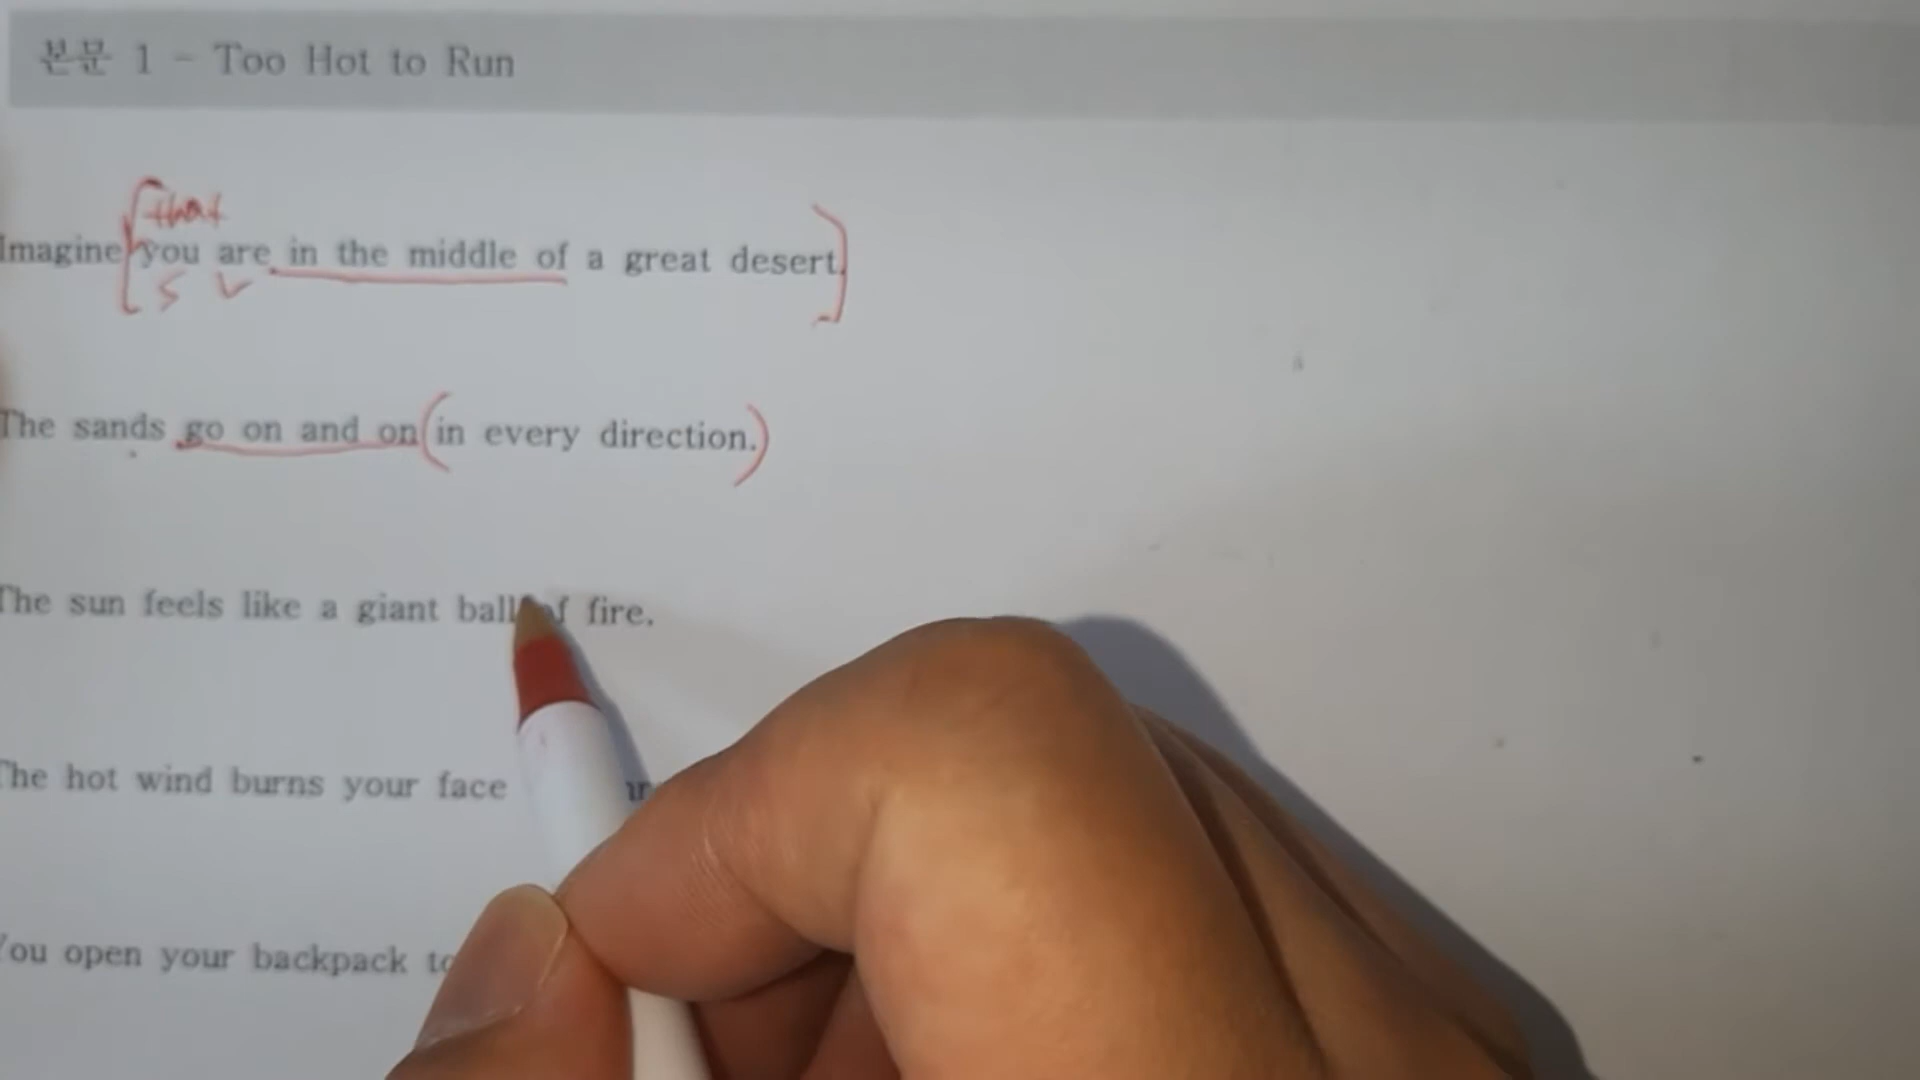 본문 1 - Too Hot to Run
that
Imagine you are in the middle of a great desert.
S V
The sands go on and on in every direction.
The sun feels like a giant ball of fire.
The hot wind burns your face
You open your backpack to